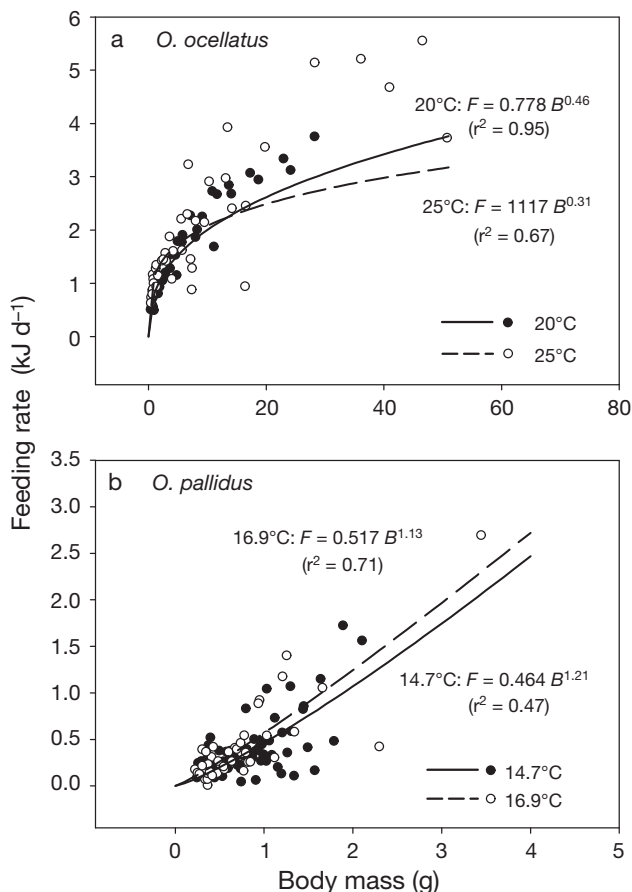 a O. ocellatus
6
5
4
3
2
1
0
20°C: F = 0.778 B^0.46
(r² = 0.95)
25°C: F = 1117 B^0.31
(r² = 0.67)
20°C
25°C
0 20 40 60 80
Feeding rate (kJ d⁻¹)
b O. pallidus
3.5
3.0
2.5
2.0
1.5
1.0
0.5
0.0
16.9°C: F = 0.517 B^1.13
(r² = 0.71)
14.7°C: F = 0.464 B^1.21
(r² = 0.47)
14.7°C
16.9°C
0 1 2 3 4 5
Body mass (g)